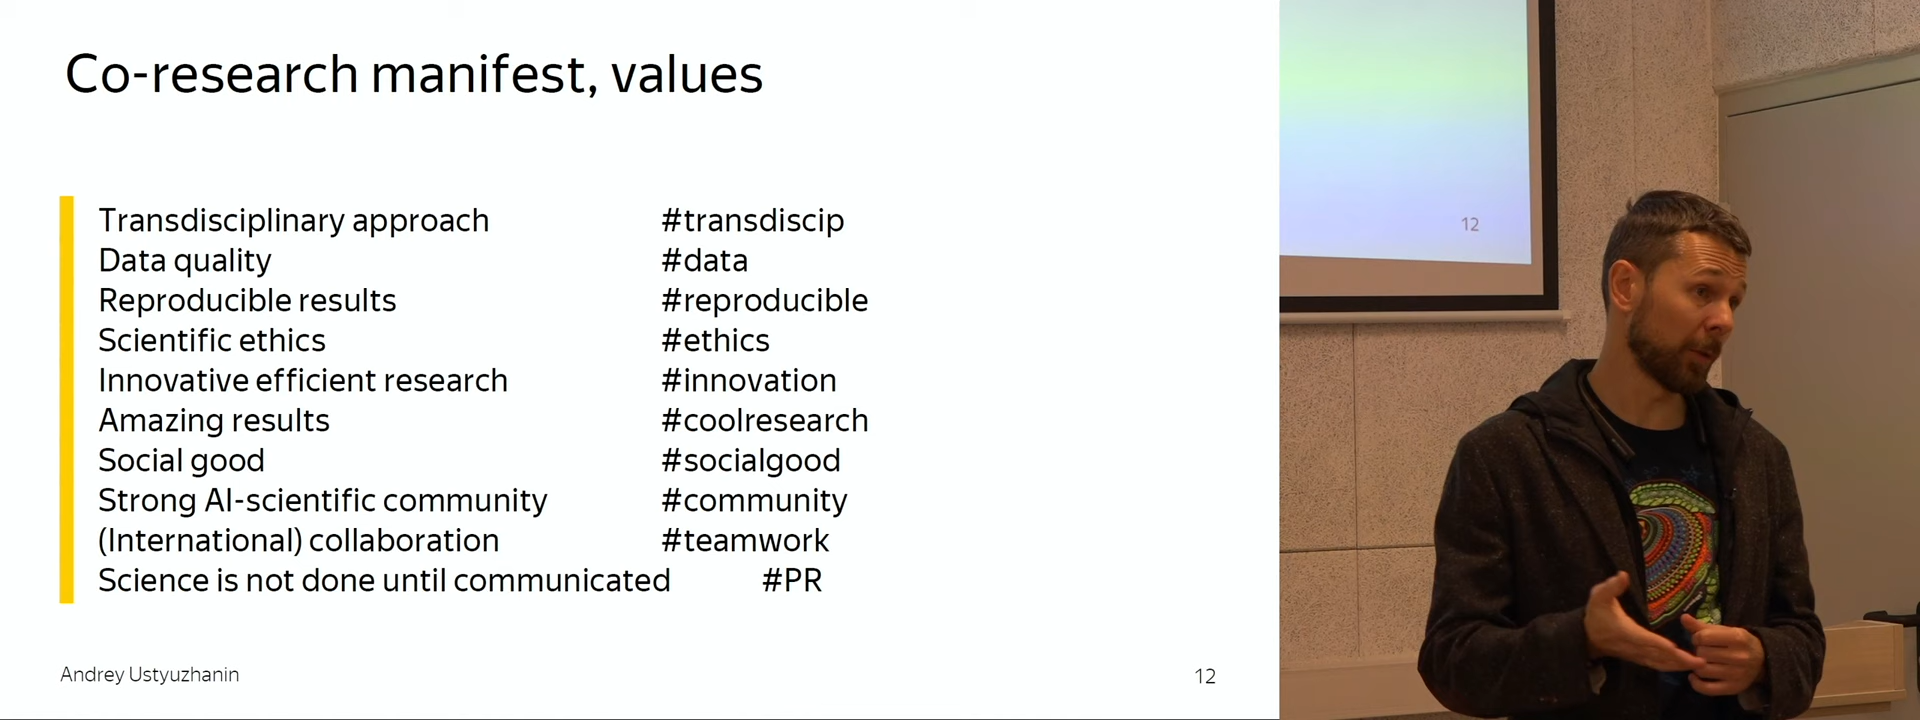 Co-research manifest, values
Transdisciplinary approach #transdiscip
Data quality #data
Reproducible results #reproducible
Scientific ethics #ethics
Innovative efficient research #innovation
Amazing results #coolresearch
Social good #socialgood
Strong AI-scientific community #community
(International) collaboration #teamwork
Science is not done until communicated #PR
Andrey Ustyuzhanin
12
12